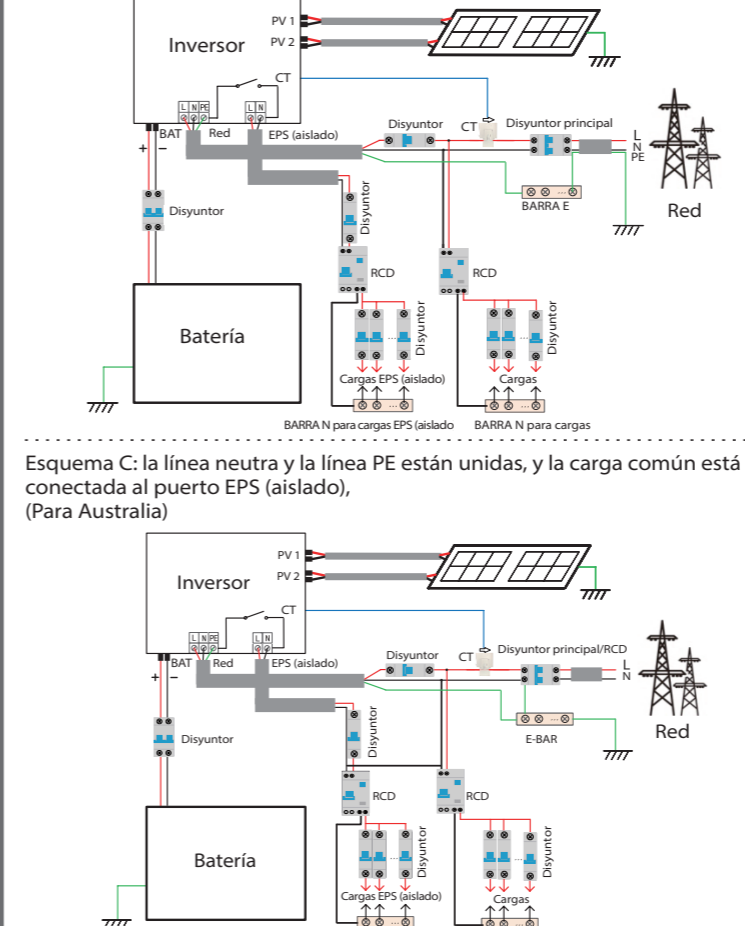 PV 1
Inversor
PV 2
CT
L N PE
L N
BAT
Red
EPS (aislado)
Disyuntor
CT
Disyuntor principal
L
N
PE
+ −
BARRA E
Red
Disyuntor
Disyuntor
RCD
RCD
Batería
Disyuntor
Disyuntor
Cargas EPS (aislado)
Cargas
BARRA N para cargas EPS (aislado
BARRA N para cargas
Esquema C: la línea neutra y la línea PE están unidas, y la carga común está
conectada al puerto EPS (aislado),
(Para Australia)
PV 1
Inversor
PV 2
CT
L N PE
L N
BAT
Red
EPS (aislado)
Disyuntor
CT
Disyuntor principal/RCD
L
N
+ −
E-BAR
Red
Disyuntor
Disyuntor
RCD
RCD
Batería
Disyuntor
Disyuntor
Cargas EPS (aislado)
Cargas